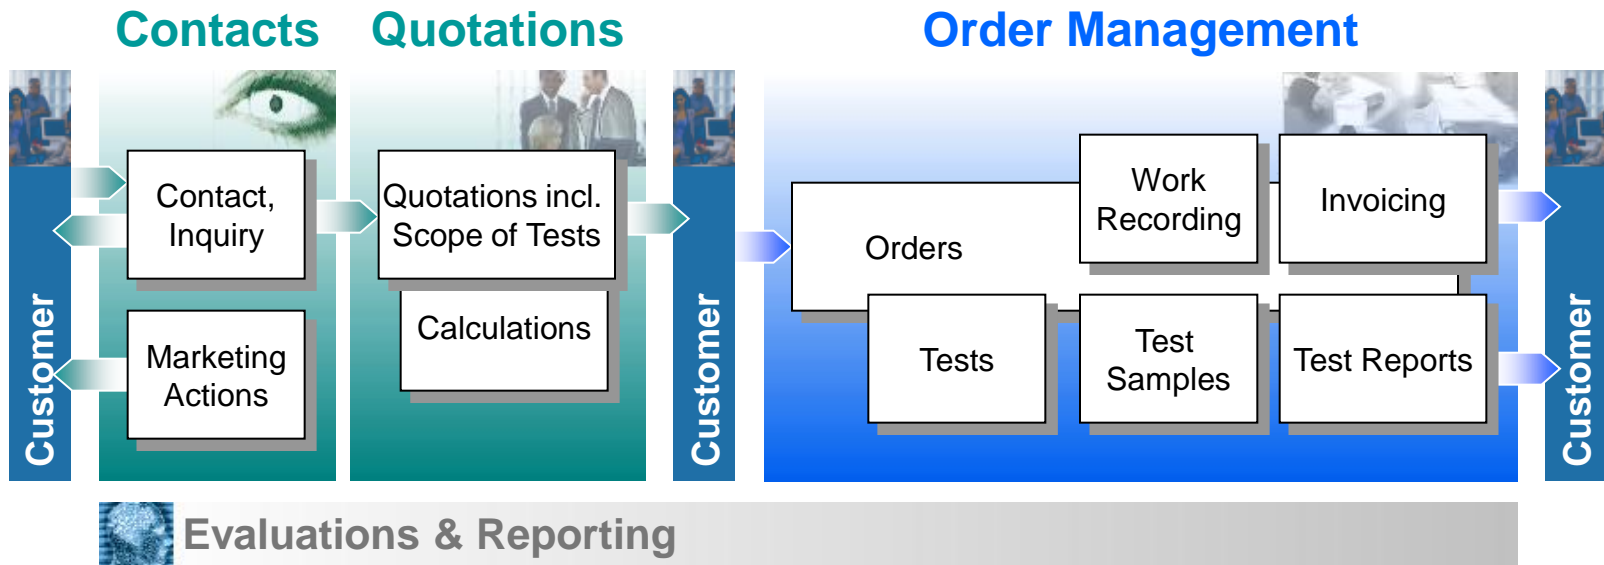 Contacts
Quotations
Order Management
Customer
Contact,
Inquiry
Marketing
Actions
Quotations incl.
Scope of Tests
Calculations
Customer
Orders
Work
Recording
Invoicing
Tests
Test
Samples
Test Reports
Customer
Evaluations & Reporting